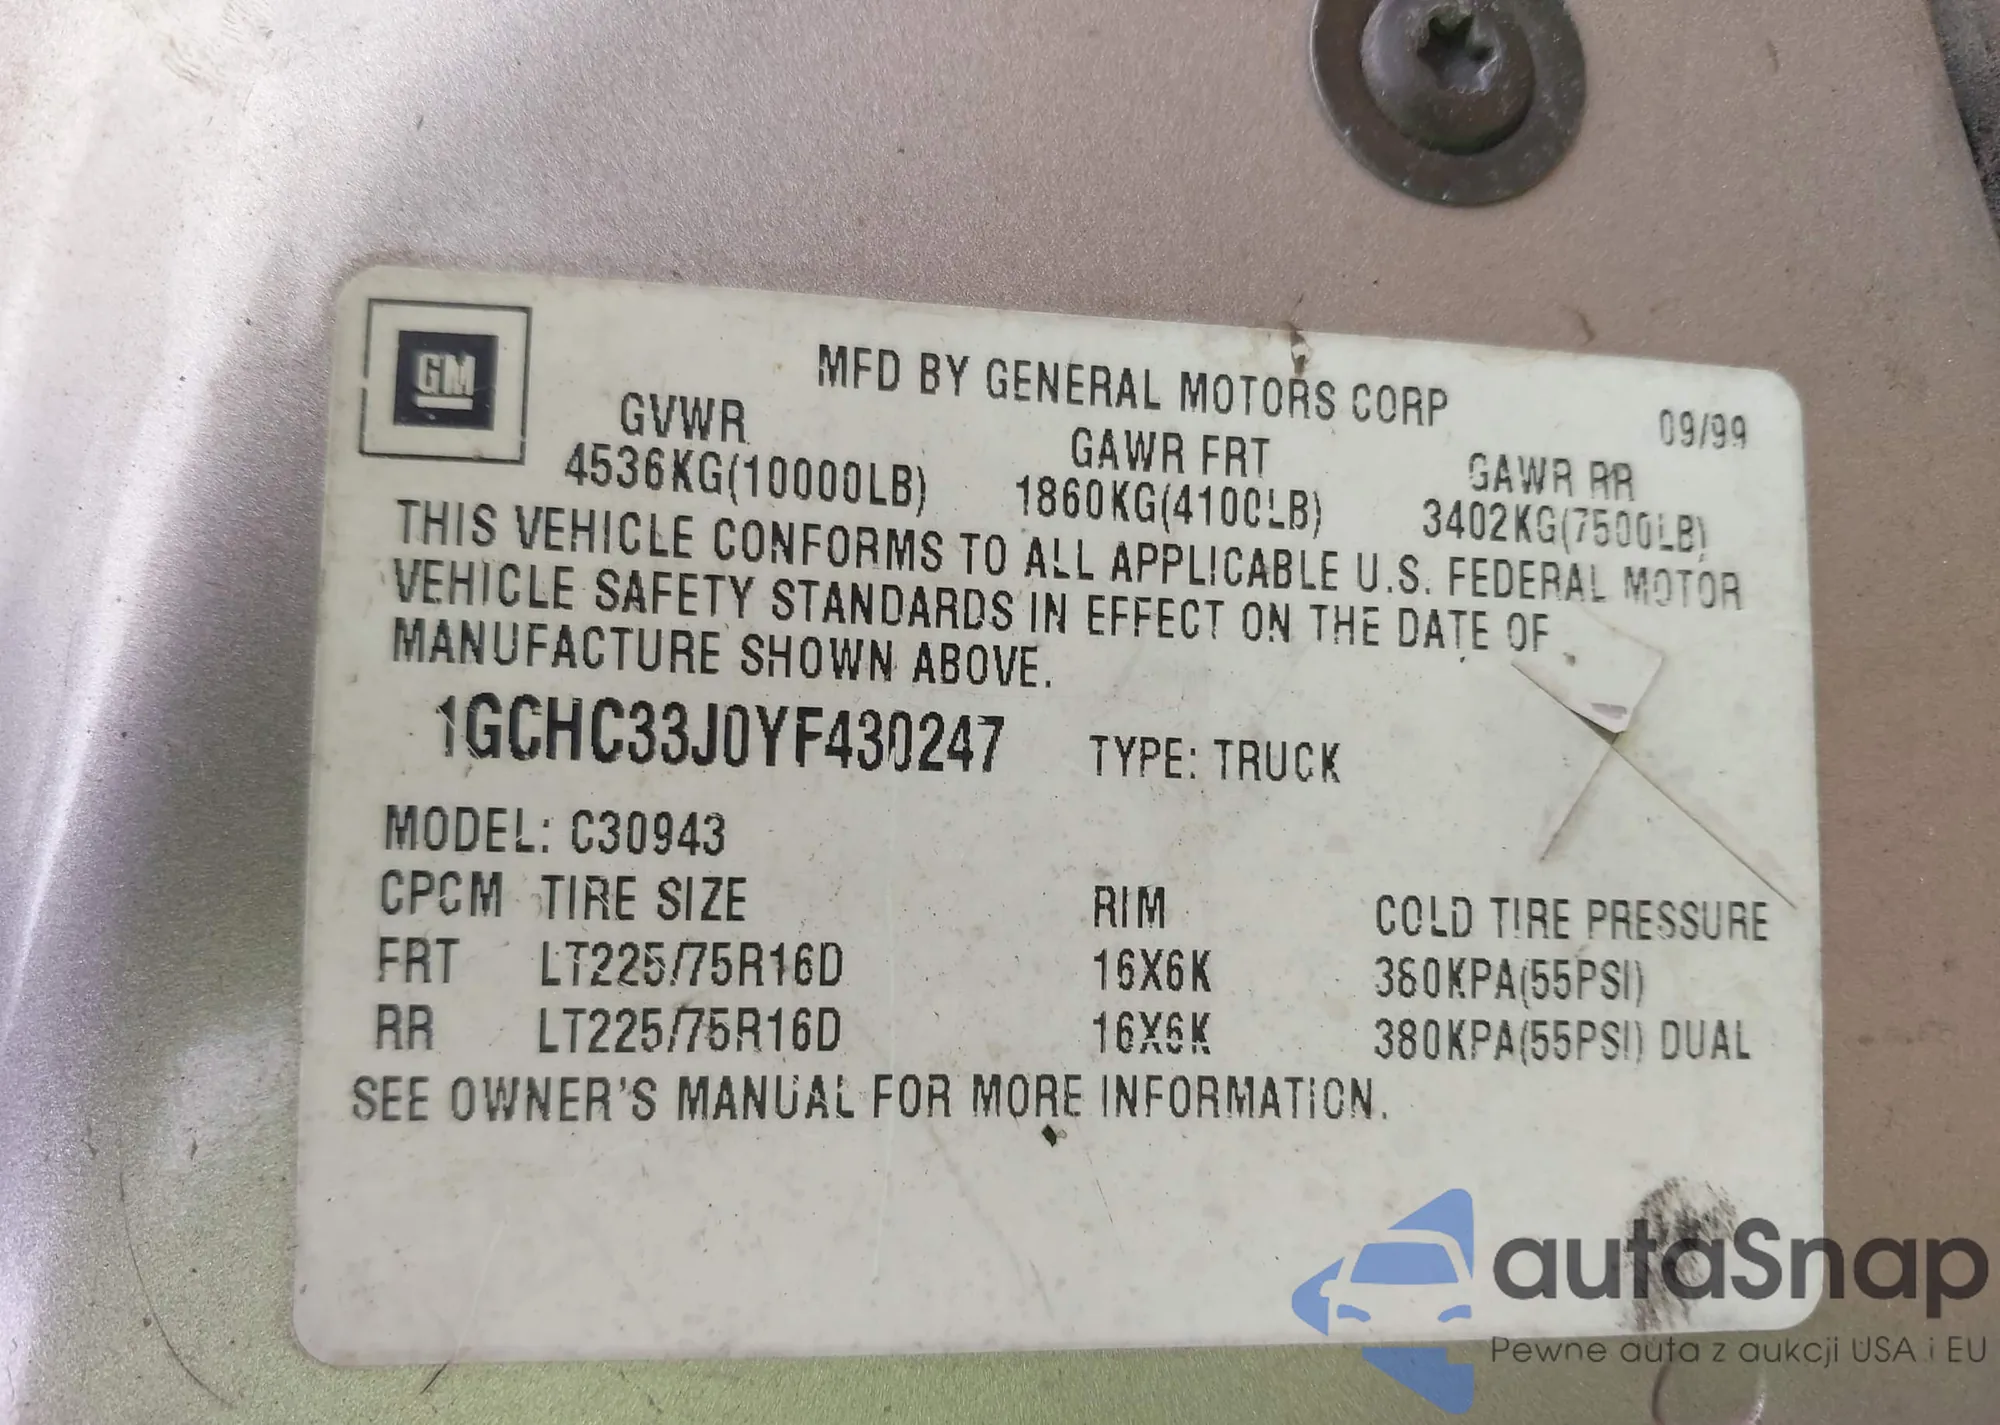 GM
MFD BY GENERAL MOTORS CORP
09/99
GVWR GAWR FRT GAWR RR
4536KG(10000LB) 1860KG(4100LB) 3402KG(7500LB)
THIS VEHICLE CONFORMS TO ALL APPLICABLE U.S. FEDERAL MOTOR
VEHICLE SAFETY STANDARDS IN EFFECT ON THE DATE OF
MANUFACTURE SHOWN ABOVE.
1GCHC33J0YF430247 TYPE: TRUCK
MODEL: C30943
CPCM TIRE SIZE RIM COLD TIRE PRESSURE
FRT LT225/75R16D 16X6K 380KPA(55PSI)
RR LT225/75R16D 16X6K 380KPA(55PSI) DUAL
SEE OWNER'S MANUAL FOR MORE INFORMATION.
autaSnap
Pewne auta z aukcji USA i EU